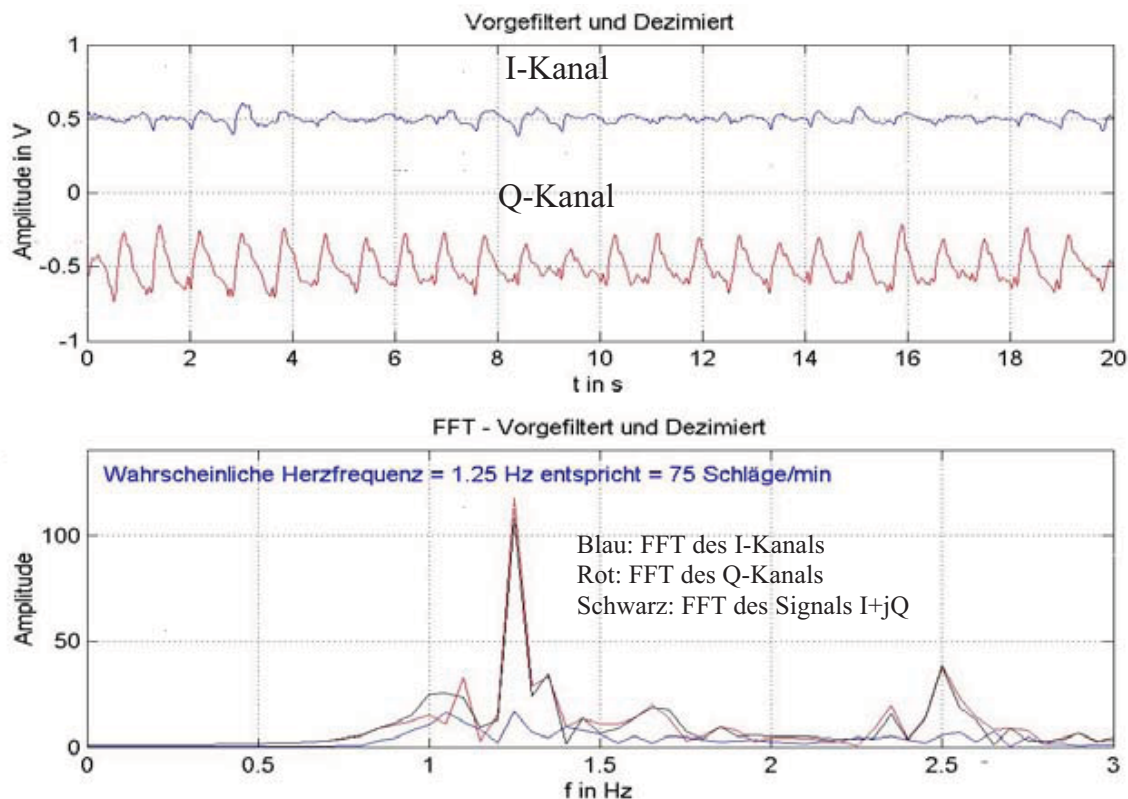 Vorgefiltert und Dezimiert
1
I-Kanal
0.5
Q-Kanal
0
-0.5
-1
Amplitude in V
0 2 4 6 8 10 12 14 16 18 20
t in s
FFT - Vorgefiltert und Dezimiert
Wahrscheinliche Herzfrequenz = 1.25 Hz entspricht = 75 Schläge/min
100
50
0
Amplitude
Blau: FFT des I-Kanals
Rot: FFT des Q-Kanals
Schwarz: FFT des Signals I+jQ
0 0.5 1 1.5 2 2.5 3
f in Hz